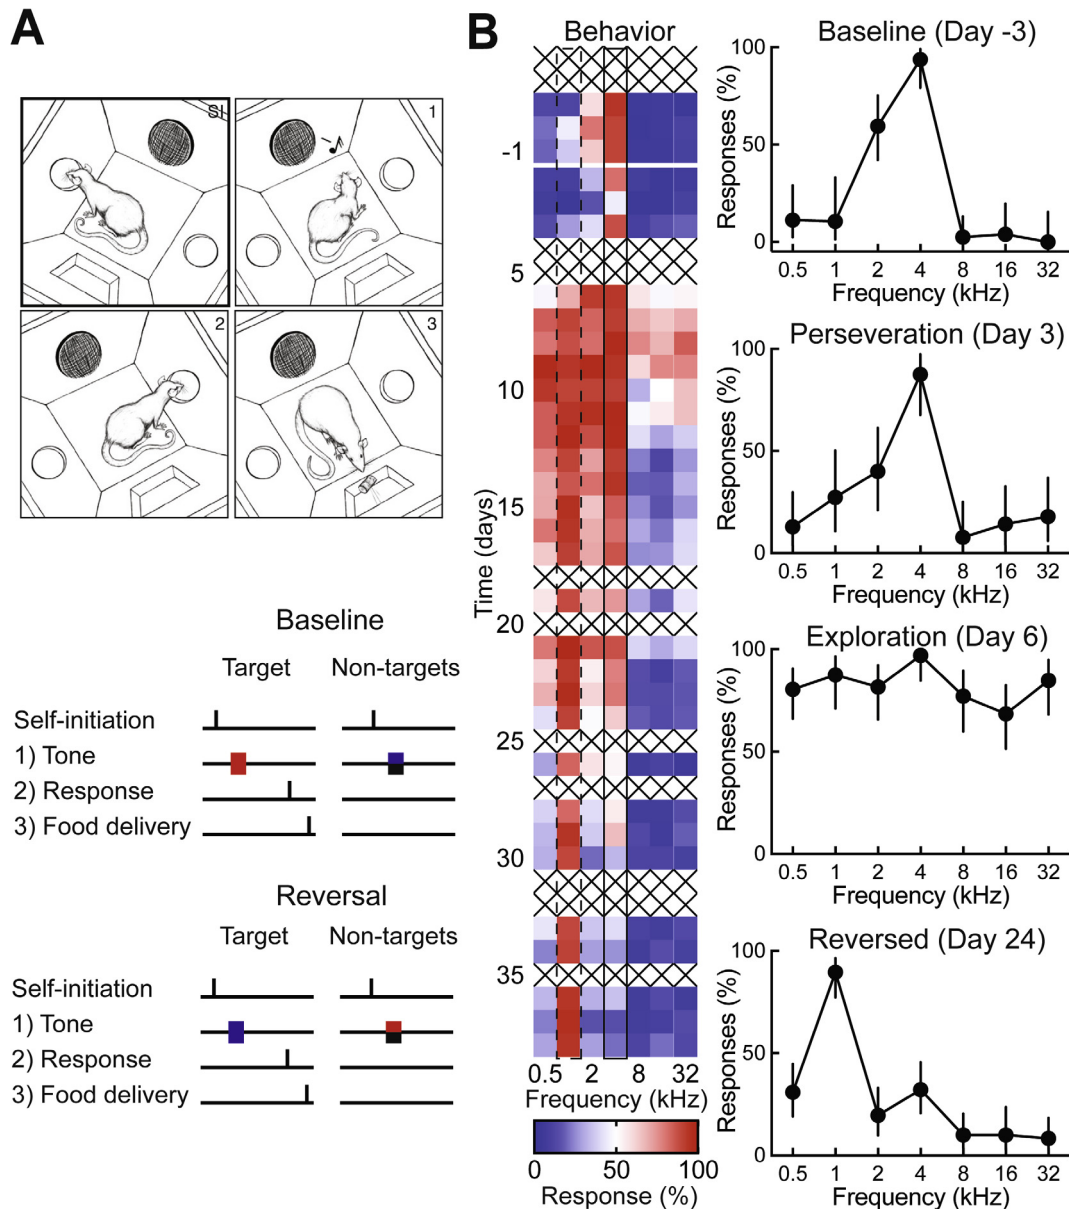 A
SI
1
2
3
Baseline
Target
Non-targets
Self-initiation
1) Tone
2) Response
3) Food delivery
Reversal
Target
Non-targets
Self-initiation
1) Tone
2) Response
3) Food delivery
B
Behavior
Time (days)
-1
5
10
15
20
25
30
35
0.5 2 8 32
Frequency (kHz)
0 50 100
Response (%)
Baseline (Day -3)
Responses (%)
100
50
0
0.5 1 2 4 8 16 32
Frequency (kHz)
Perseveration (Day 3)
Responses (%)
100
50
0
0.5 1 2 4 8 16 32
Frequency (kHz)
Exploration (Day 6)
Responses (%)
100
50
0
0.5 1 2 4 8 16 32
Frequency (kHz)
Reversed (Day 24)
Responses (%)
100
50
0
0.5 1 2 4 8 16 32
Frequency (kHz)